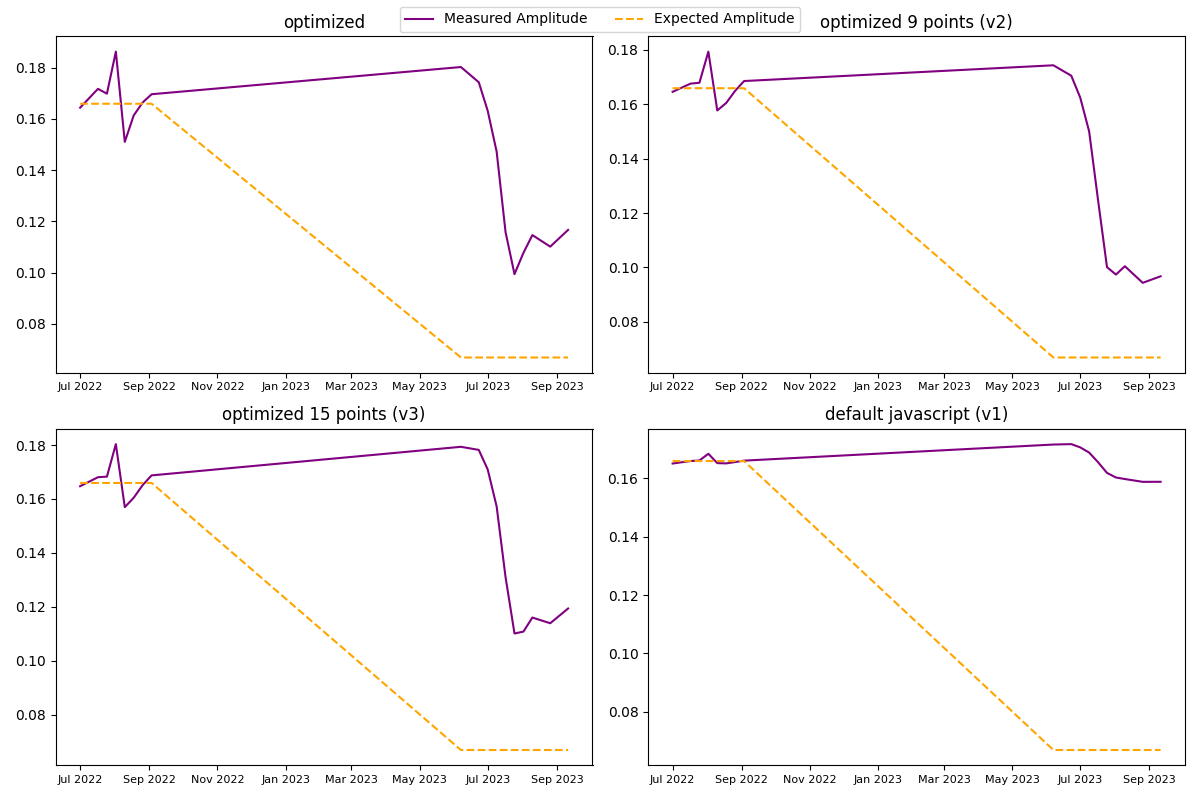 Measured Amplitude Expected Amplitude
optimized
0.18
0.16
0.14
0.12
0.10
0.08
Jul 2022 Sep 2022 Nov 2022 Jan 2023 Mar 2023 May 2023 Jul 2023 Sep 2023
optimized 9 points (v2)
0.18
0.16
0.14
0.12
0.10
0.08
Jul 2022 Sep 2022 Nov 2022 Jan 2023 Mar 2023 May 2023 Jul 2023 Sep 2023
optimized 15 points (v3)
0.18
0.16
0.14
0.12
0.10
0.08
Jul 2022 Sep 2022 Nov 2022 Jan 2023 Mar 2023 May 2023 Jul 2023 Sep 2023
default javascript (v1)
0.16
0.14
0.12
0.10
0.08
Jul 2022 Sep 2022 Nov 2022 Jan 2023 Mar 2023 May 2023 Jul 2023 Sep 2023